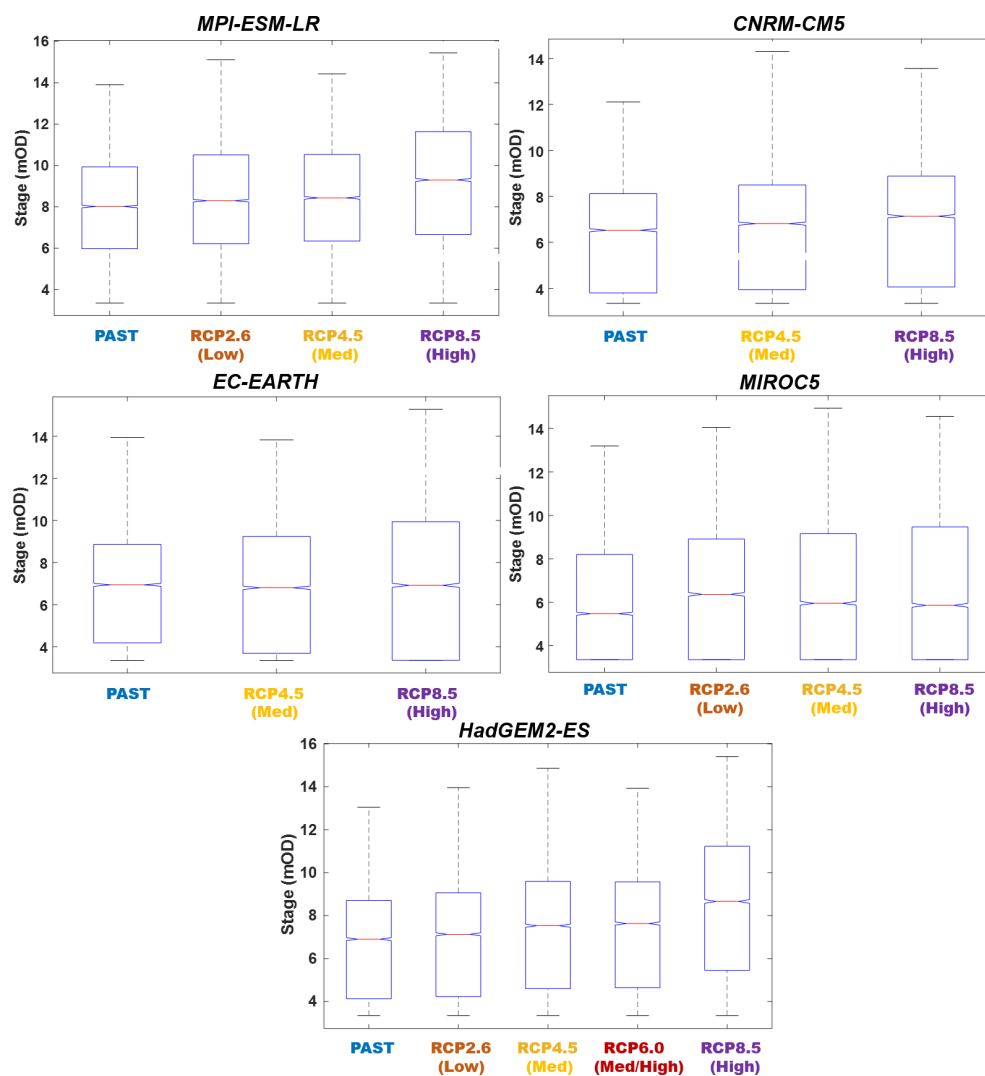 MPI-ESM-LR
Stage (mOD)
16
14
12
10
8
6
4
PAST
RCP2.6
(Low)
RCP4.5
(Med)
RCP8.5
(High)
CNRM-CM5
Stage (mOD)
14
12
10
8
6
4
PAST
RCP4.5
(Med)
RCP8.5
(High)
EC-EARTH
Stage (mOD)
14
12
10
8
6
4
PAST
RCP4.5
(Med)
RCP8.5
(High)
MIROC5
Stage (mOD)
14
12
10
8
6
4
PAST
RCP2.6
(Low)
RCP4.5
(Med)
RCP8.5
(High)
HadGEM2-ES
Stage (mOD)
16
14
12
10
8
6
4
PAST
RCP2.6
(Low)
RCP4.5
(Med)
RCP6.0
(Med/High)
RCP8.5
(High)